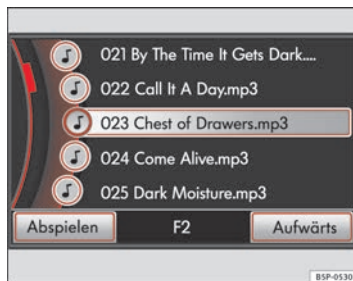 021 By The Time It Gets Dark....
022 Call It A Day.mp3
023 Chest of Drawers.mp3
024 Come Alive.mp3
025 Dark Moisture.mp3
Abspielen F2 Aufwärts
B5P-0530